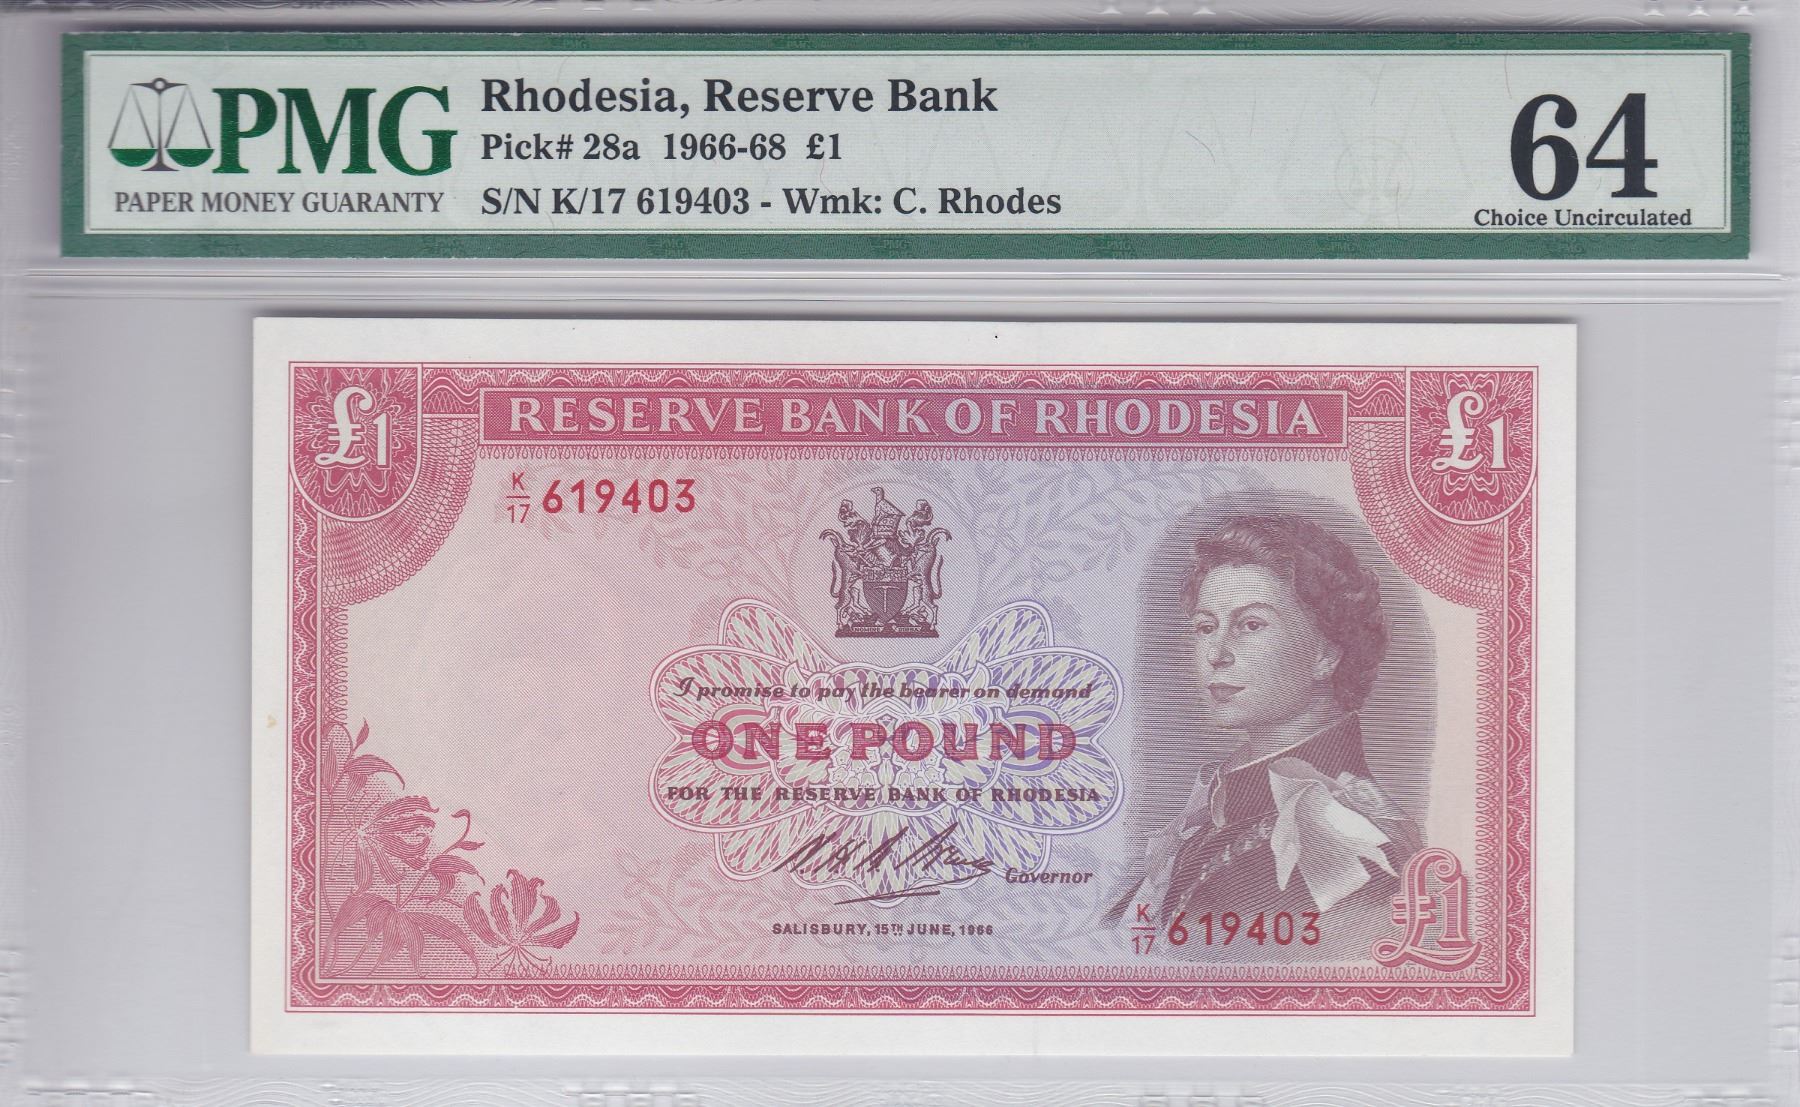 PMG
PAPER MONEY GUARANTY
Rhodesia, Reserve Bank
Pick# 28a 1966-68 £1
S/N K/17 619403 - Wmk: C. Rhodes
64
Choice Uncirculated
£1
RESERVE BANK OF RHODESIA
£1
K/17 619403
I promise to pay the bearer on demand
ONE POUND
FOR THE RESERVE BANK OF RHODESIA
Governor
SALISBURY, 15TH JUNE, 1966
K/17 619403
£1